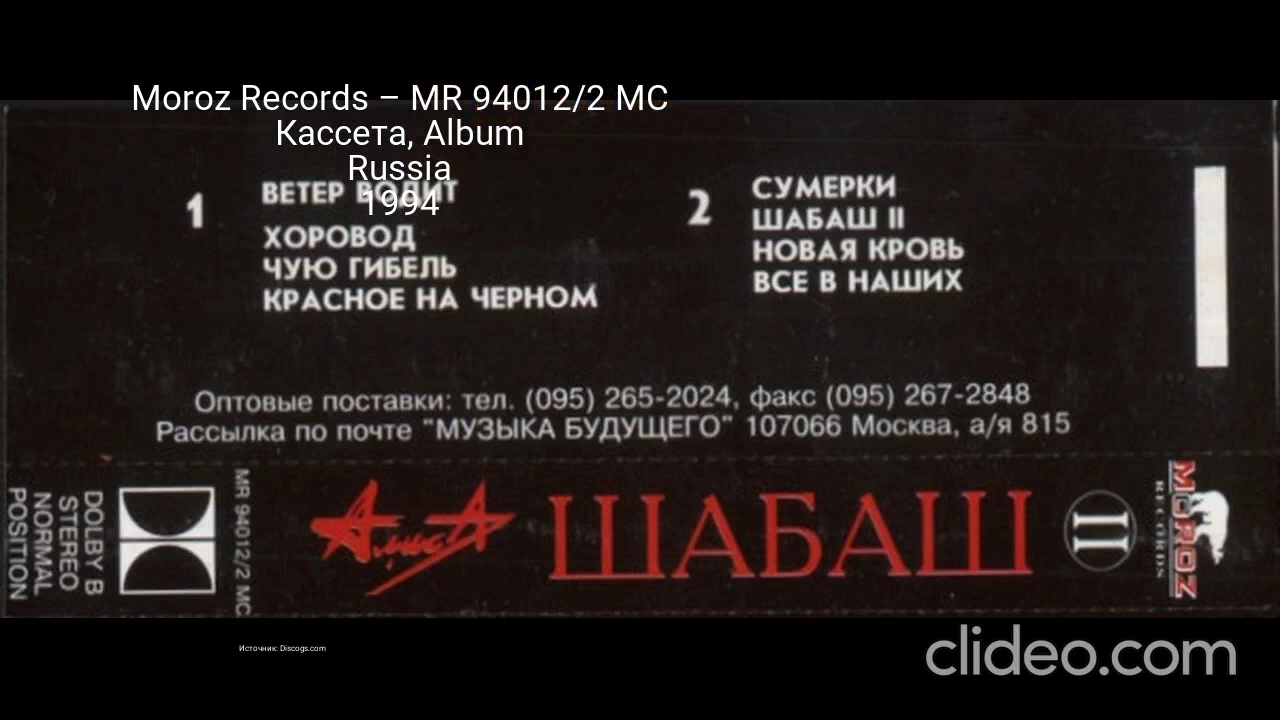 Moroz Records – MR 94012/2 MC
Кассета, Album
Russia
1994
1
ВЕТЕР ВОДИТ
ХОРОВОД
ЧУЮ ГИБЕЛЬ
КРАСНОЕ НА ЧЕРНОМ
2
СУМЕРКИ
ШАБАШ II
НОВАЯ КРОВЬ
ВСЕ В НАШИХ
Оптовые поставки: тел. (095) 265-2024, факс (095) 267-2848
Рассылка по почте "МУЗЫКА БУДУЩЕГО" 107066 Москва, а/я 815
DOLBY B
STEREO
NORMAL
POSITION
MR 94012/2 MC
АлисА
ШАБАШ
II
MOROZ
RECORDS
Источник: Discogs.com
clideo.com